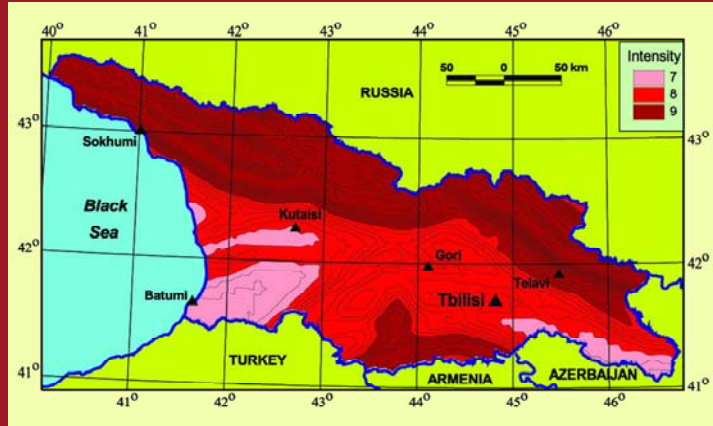 40° 41° 42° 43° 44° 45° 46°
50 0 50 km
Intensity
7
8
9
RUSSIA
43° 43°
Sokhumi
Black
Sea
Kutaisi
42° 42°
Gori
Telavi
Batumi
Tbilisi
TURKEY
ARMENIA
AZERBAIJAN
41° 41°
41° 42° 43° 44° 45° 46°